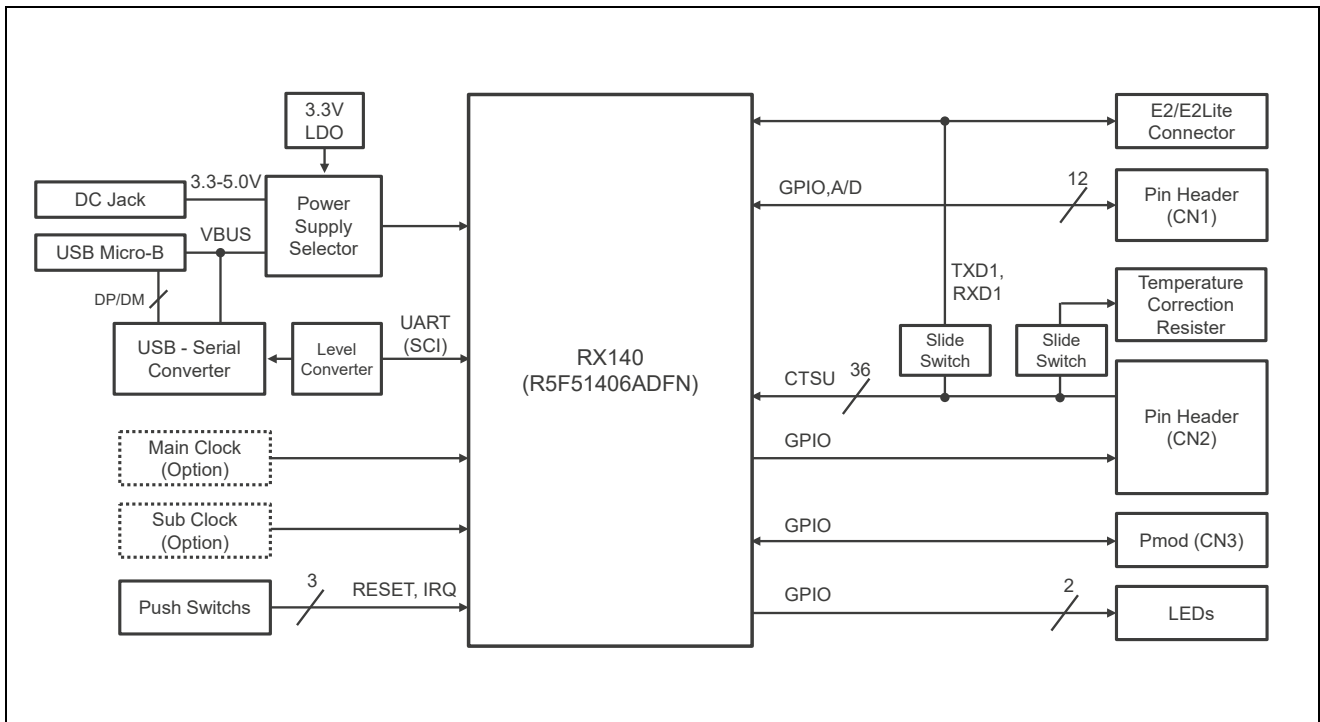 3.3V
LDO
DC Jack
3.3-5.0V
Power
Supply
Selector
USB Micro-B
VBUS
DP/DM
USB - Serial
Converter
Level
Converter
UART
(SCI)
Main Clock
(Option)
Sub Clock
(Option)
Push Switchs
3
RESET, IRQ
RX140
(R5F51406ADFN)
E2/E2Lite
Connector
GPIO,A/D
12
Pin Header
(CN1)
TXD1,
RXD1
Temperature
Correction
Resister
Slide
Switch
Slide
Switch
CTSU
36
Pin Header
(CN2)
GPIO
GPIO
Pmod (CN3)
GPIO
2
LEDs